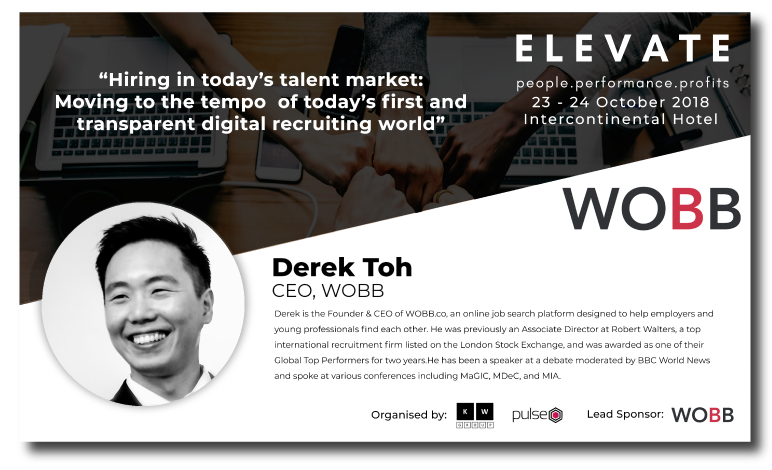 ELEVATE
people.performance.profits
23 - 24 October 2018
Intercontinental Hotel
“Hiring in today’s talent market:
Moving to the tempo of today’s first and
transparent digital recruiting world”
WOBB
Derek Toh
CEO, WOBB
Derek is the Founder & CEO of WOBB.co, an online job search platform designed to help employers and
young professionals find each other. He was previously an Associate Director at Robert Walters, a top
international recruitment firm listed on the London Stock Exchange, and was awarded as one of their
Global Top Performers for two years.He has been a speaker at a debate moderated by BBC World News
and spoke at various conferences including MaGIC, MDeC, and MIA.
Organised by:
K W
pulse
Lead Sponsor:
WOBB